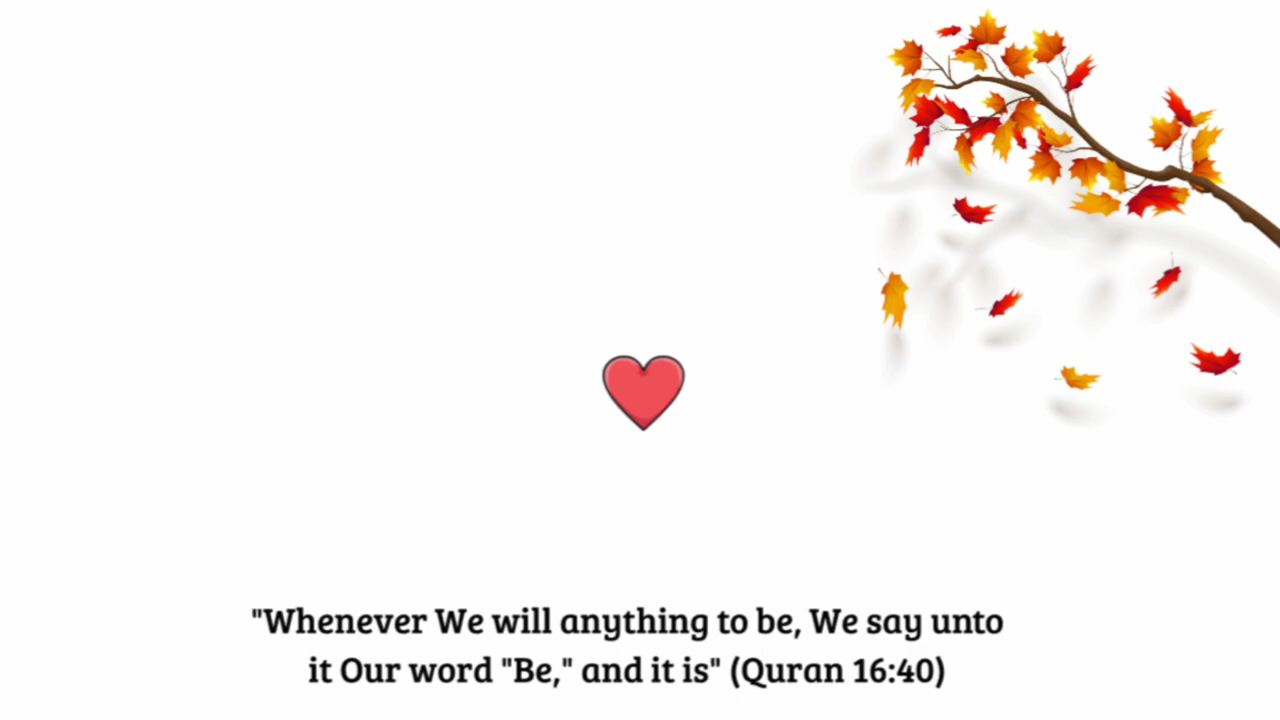 "Whenever We will anything to be, We say unto
it Our word "Be," and it is" (Quran 16:40)